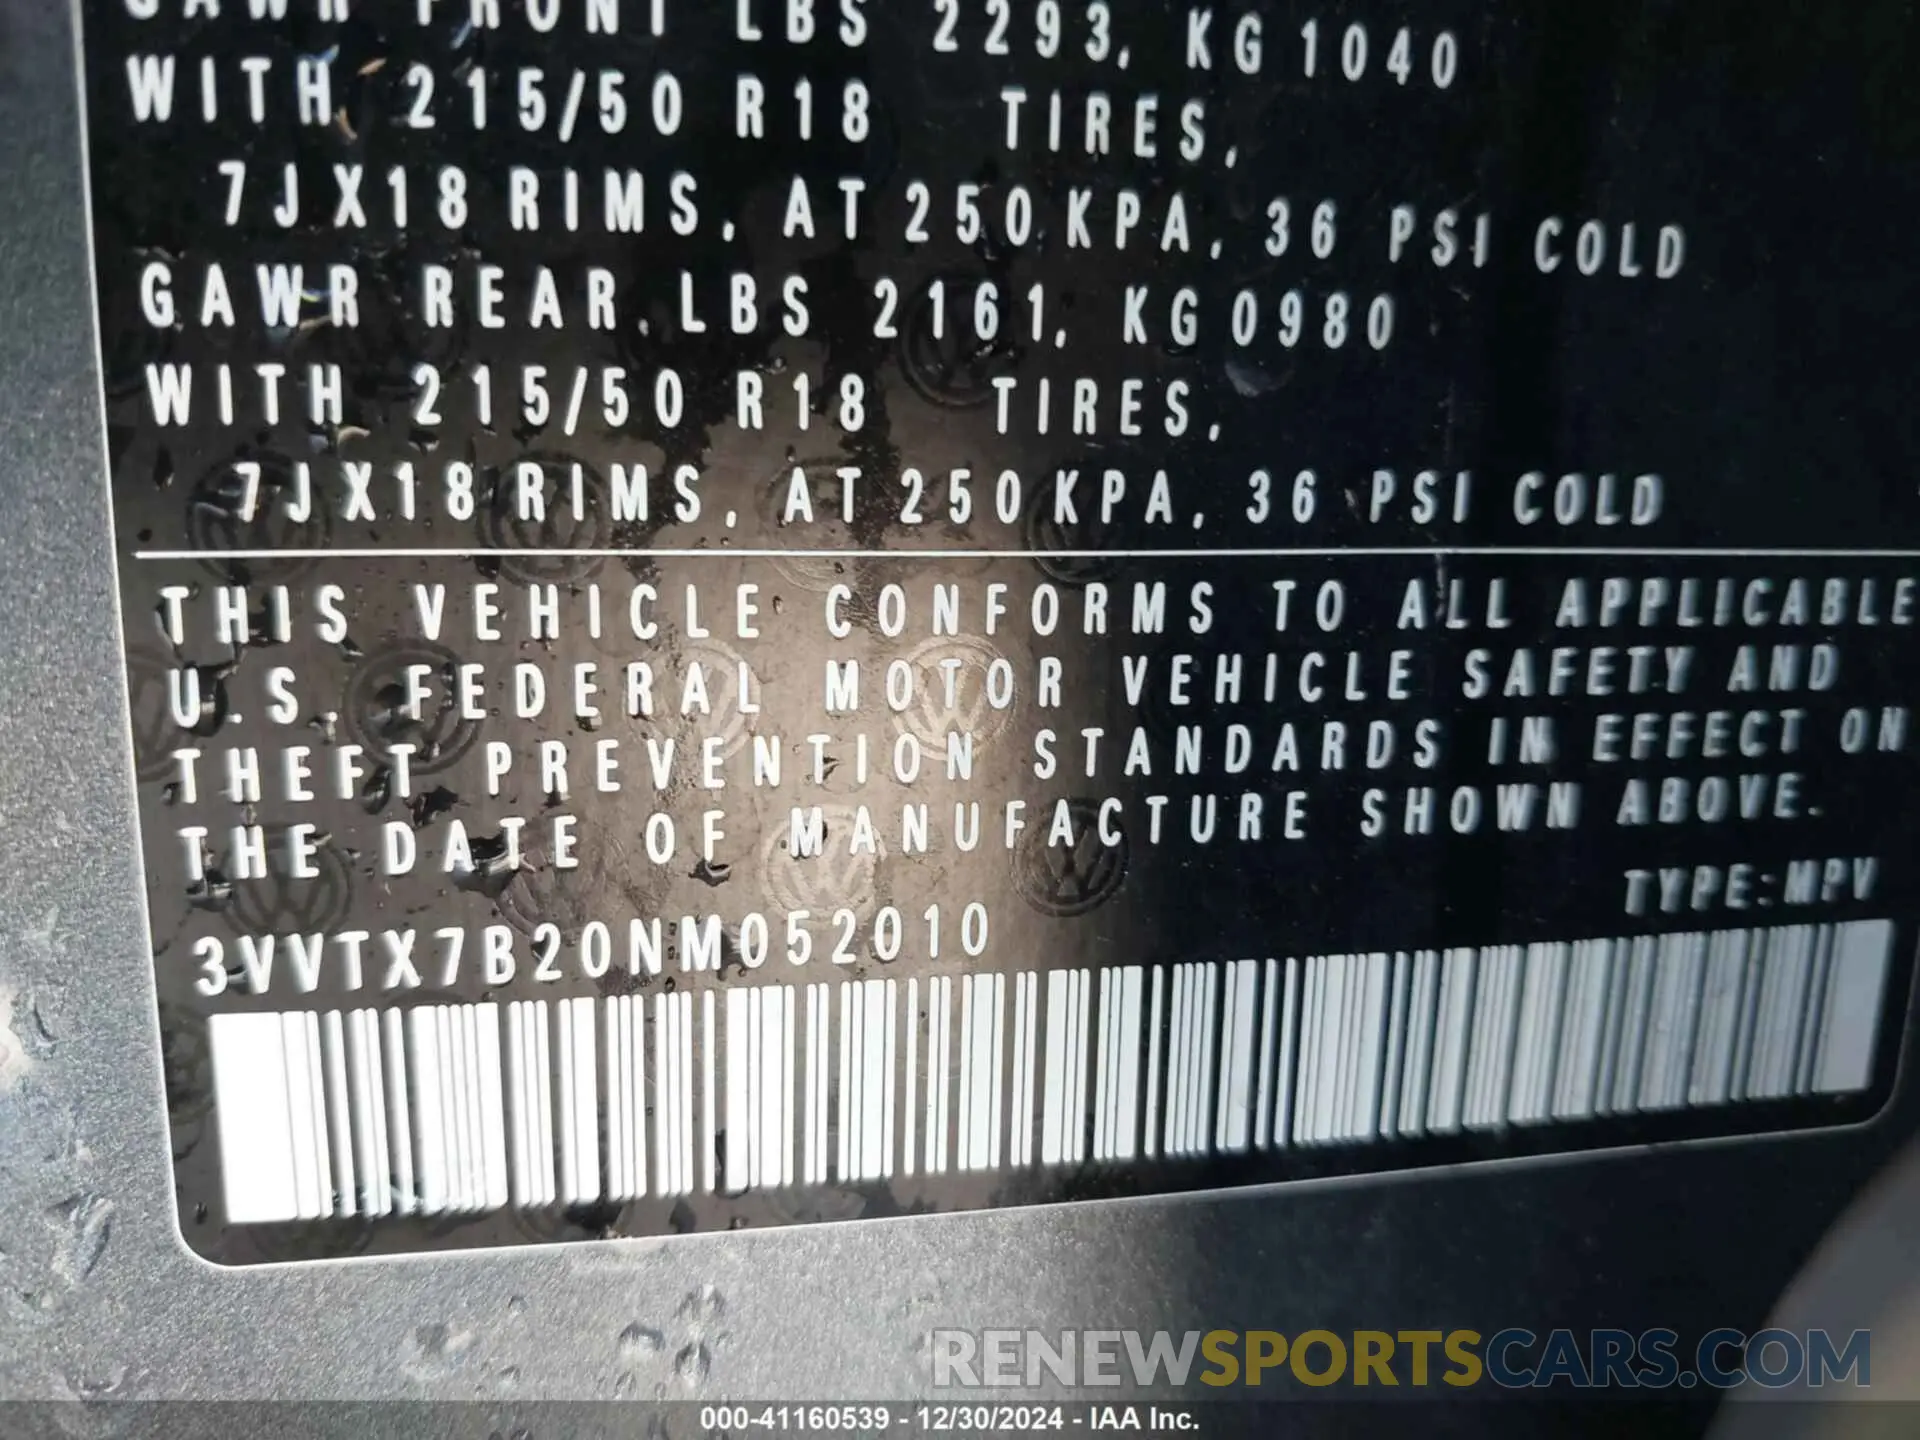 GAWR FRONT LBS 2293, KG 1040
WITH 215/50 R18 TIRES,
7JX18 RIMS, AT 250 KPA, 36 PSI COLD
GAWR REAR LBS 2161, KG 0980
WITH 215/50 R18 TIRES,
7JX18 RIMS, AT 250 KPA, 36 PSI COLD
THIS VEHICLE CONFORMS TO ALL APPLICABLE
U.S. FEDERAL MOTOR VEHICLE SAFETY AND
THEFT PREVENTION STANDARDS IN EFFECT ON
THE DATE OF MANUFACTURE SHOWN ABOVE.
TYPE:MPV
3VVTX7B20NM052010
RENEWSPORTSCARS.COM
000-41160539 - 12/30/2024 - IAA Inc.